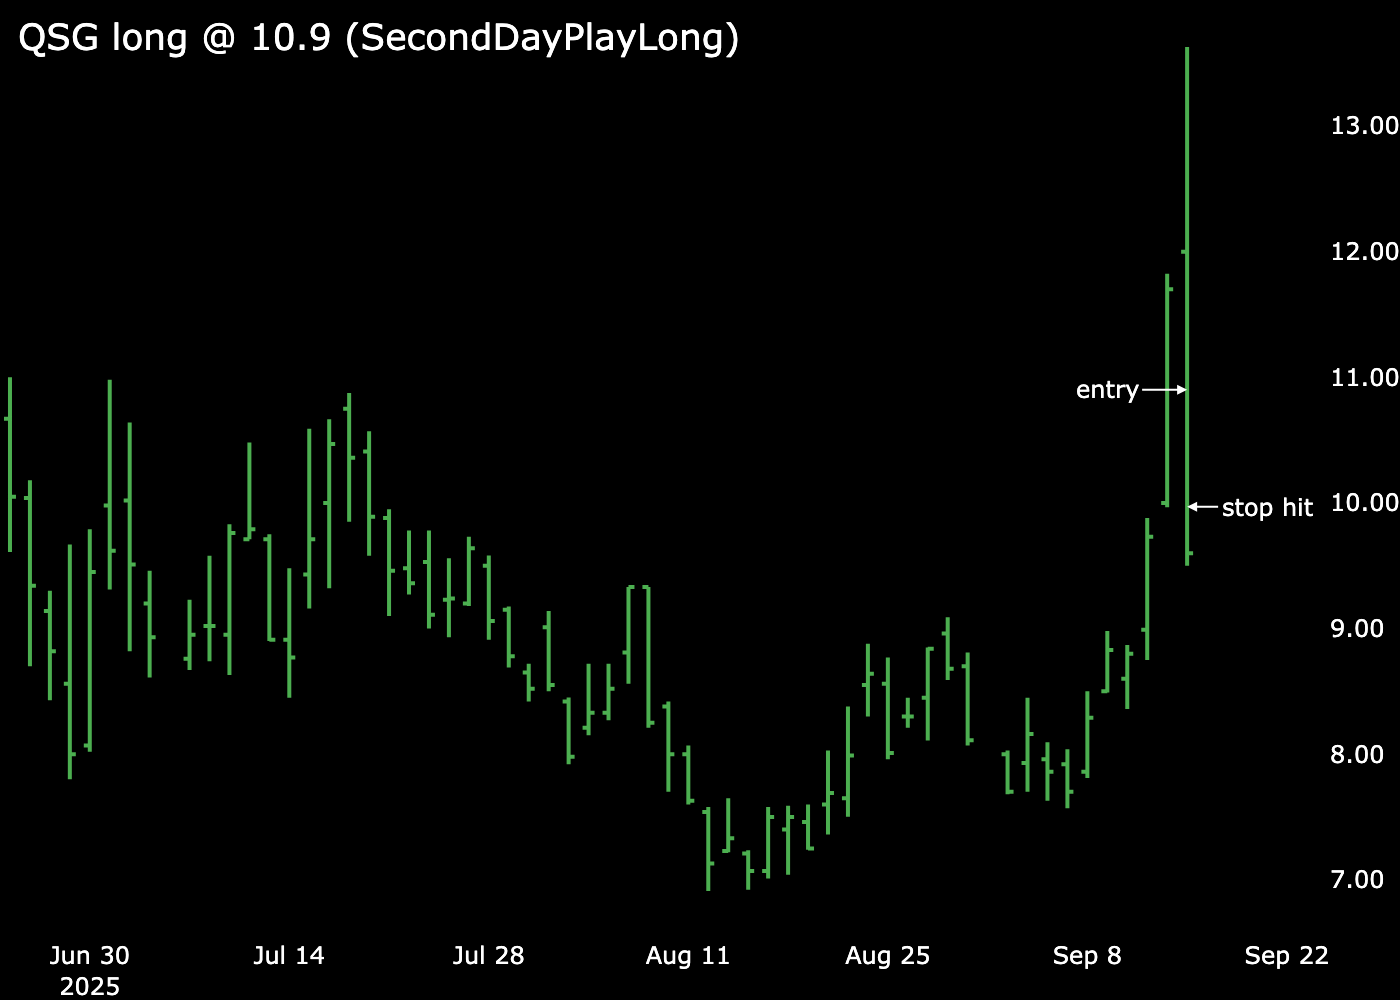 QSG long @ 10.9 (SecondDayPlayLong)
13.00
12.00
11.00
entry
10.00
stop hit
9.00
8.00
7.00
Jun 30
2025
Jul 14
Jul 28
Aug 11
Aug 25
Sep 8
Sep 22